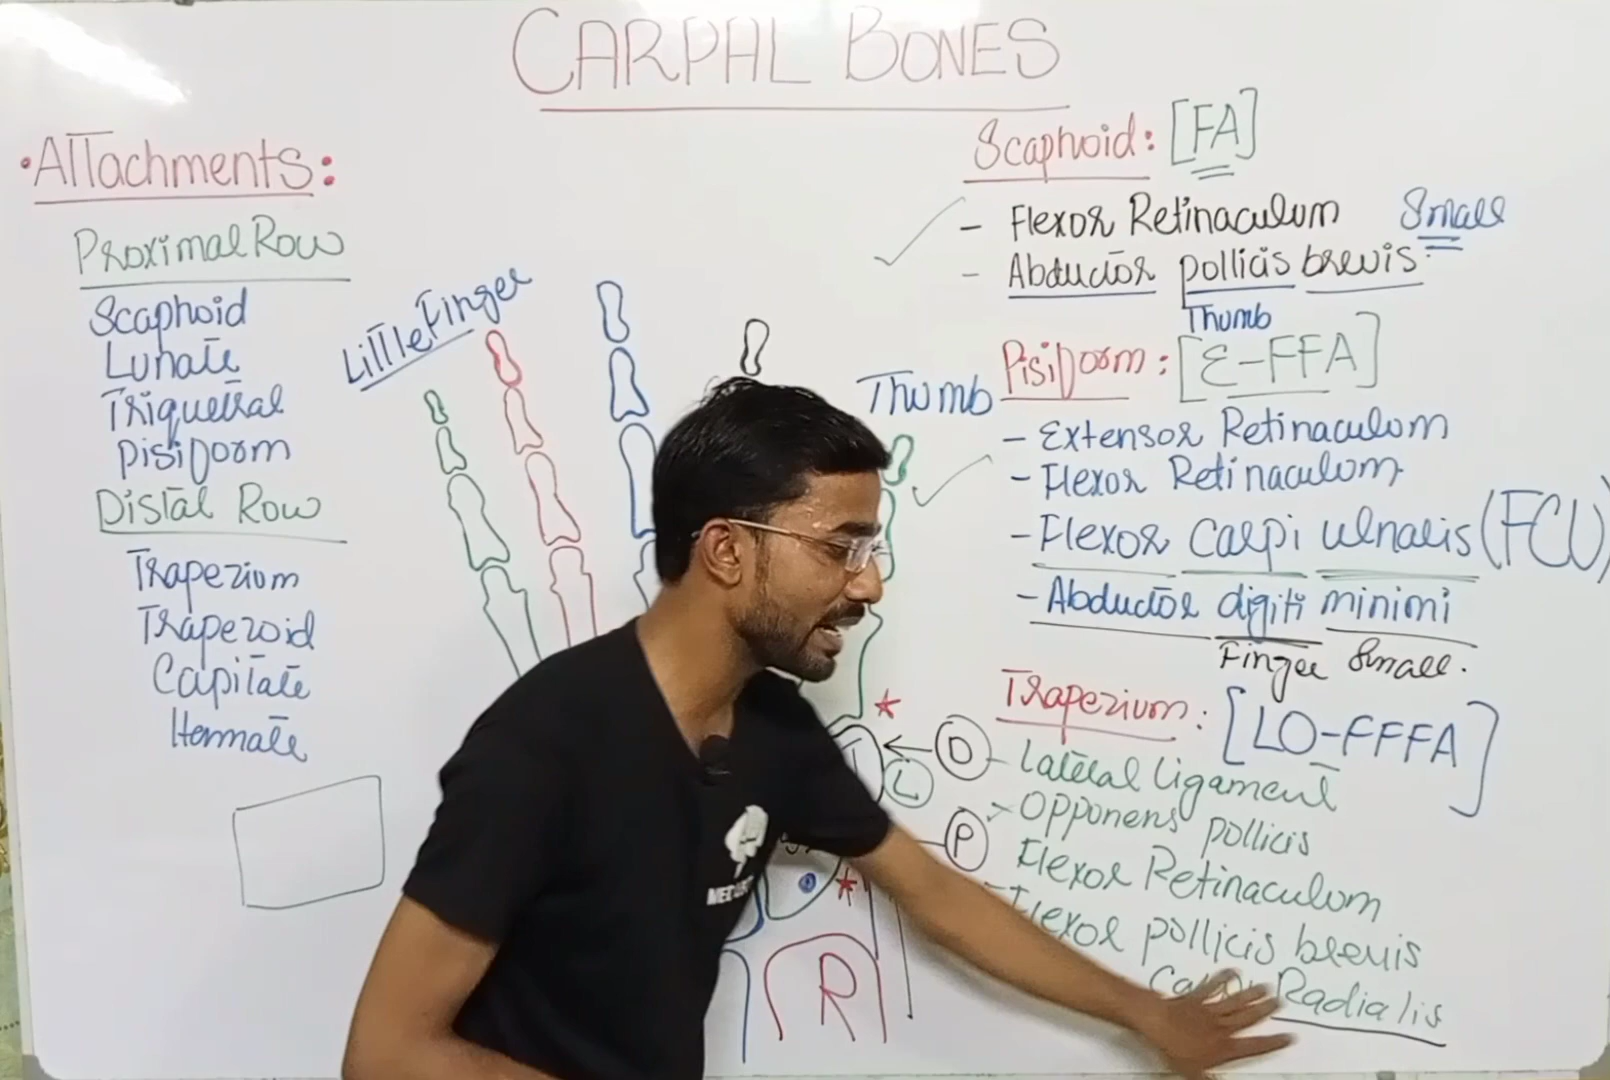 CARPAL BONES
• Attachments:
Proximal Row
Scaphoid
Lunate
Triquetral
Pisiform
Distal Row
Trapezium
Trapezoid
Capitate
Hammate
Little Finger
Thumb
Scaphoid: [FA]
- Flexor Retinaculum Small
- Abductor pollicis brevis
Thumb
Pisiform: [E-FFA]
- Extensor Retinaculum
- Flexor Retinaculum
- Flexor Carpi ulnaris (FCU)
- Abductor digiti minimi
Finger Small.
Trapezium: [LO-FFFA]
D - Lateral Ligament
L
P - Opponens pollicis
Flexor Retinaculum
- Flexor pollicis brevis
Radialis
R